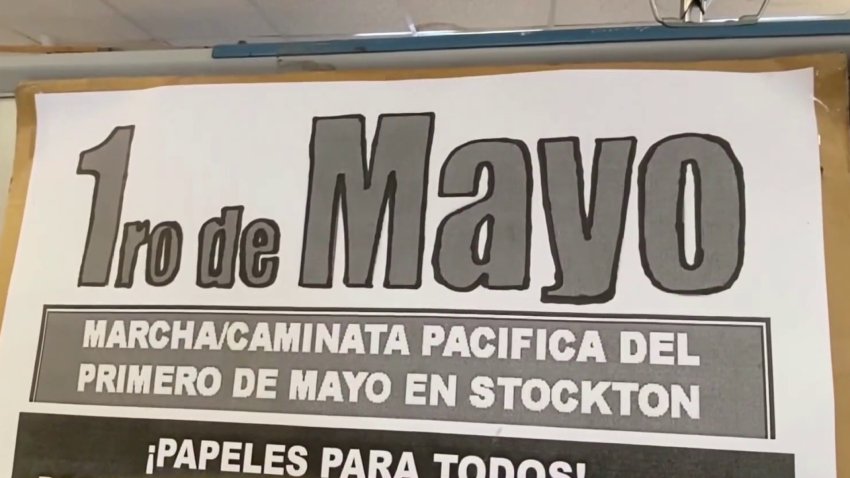 1ro de Mayo
MARCHA/CAMINATA PACIFICA DEL
PRIMERO DE MAYO EN STOCKTON
¡PAPELES PARA TODOS!